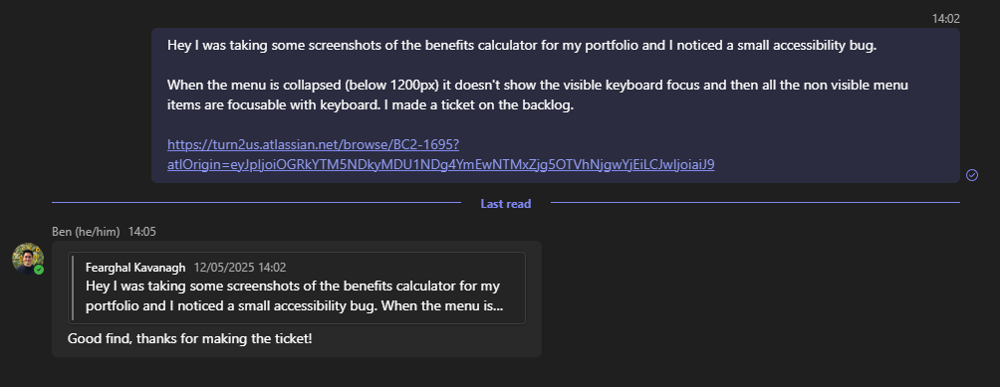 14:02
Hey I was taking some screenshots of the benefits calculator for my portfolio and I noticed a small accessibility bug.
When the menu is collapsed (below 1200px) it doesn't show the visible keyboard focus and then all the non visible menu
items are focusable with keyboard. I made a ticket on the backlog.
https://turn2us.atlassian.net/browse/BC2-1695?
atlOrigin=eyJpIjoiOGRkYTM5NDkyMDU1NDg4YmEwNTMxZjg5OTVhNjgwYjEiLCJwIjoiaiJ9
Last read
Ben (he/him) 14:05
Fearghal Kavanagh 12/05/2025 14:02
Hey I was taking some screenshots of the benefits calculator for my
portfolio and I noticed a small accessibility bug. When the menu is...
Good find, thanks for making the ticket!